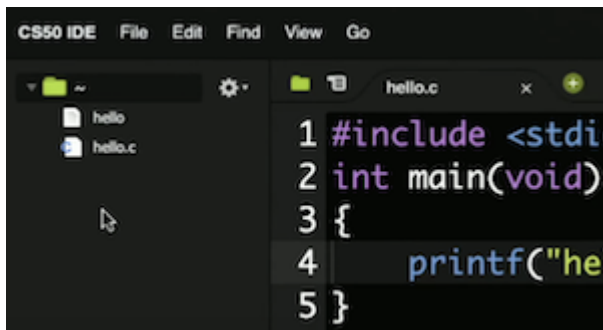 CS50 IDE File Edit Find View Go
~
hello
hello.c
hello.c ×
1 #include <stdi
2 int main(void)
3 {
4 printf("he
5 }